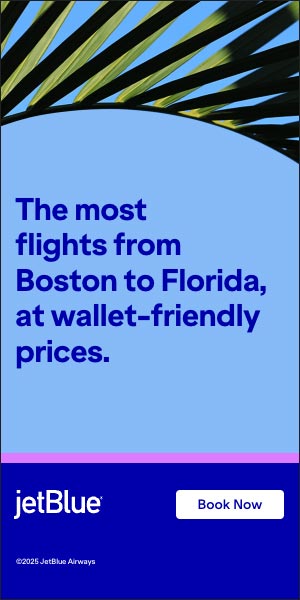 The most
flights from
Boston to Florida,
at wallet-friendly
prices.
jetBlue
Book Now
©2025 JetBlue Airways